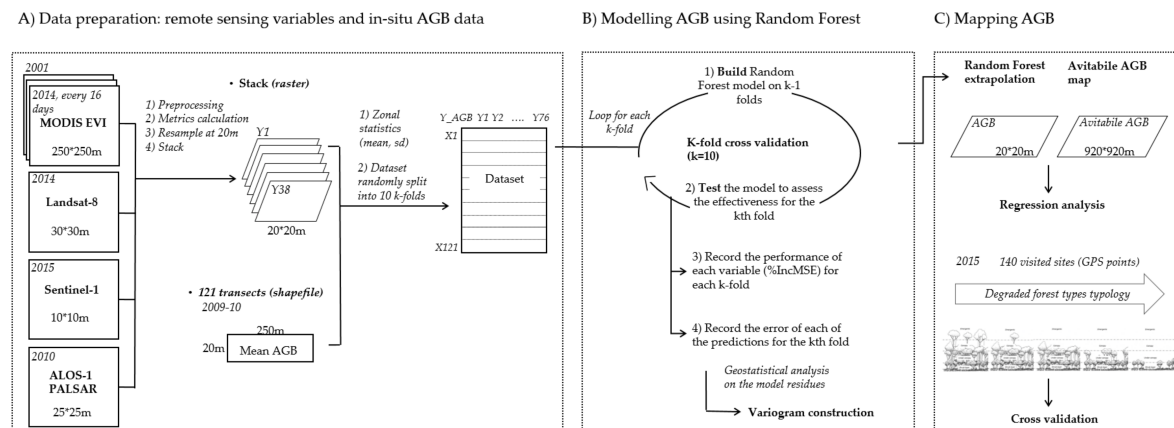 A) Data preparation: remote sensing variables and in-situ AGB data
2001
2014, every 16
days
MODIS EVI
250*250m
2014
Landsat-8
30*30m
2015
Sentinel-1
10*10m
2010
ALOS-1
PALSAR
25*25m
1) Preprocessing
2) Metrics calculation
3) Resample at 20m
4) Stack
• Stack (raster)
Y1
Y38
20*20m
• 121 transects (shapefile)
2009-10
250m
20m
Mean AGB
1) Zonal
statistics
(mean, sd)
2) Dataset
randomly split
into 10 k-folds
Y_AGB Y1 Y2 .... Y76
X1
Dataset
X121
B) Modelling AGB using Random Forest
Loop for each
k-fold
1) Build Random
Forest model on k-1
folds
K-fold cross validation
(k=10)
2) Test the model to assess
the effectiveness for the
kth fold
3) Record the performance of
each variable (%IncMSE) for
each k-fold
4) Record the error of each of
the predictions for the kth fold
Geostatistical analysis
on the model residues
Variogram construction
C) Mapping AGB
Random Forest
extrapolation
Avitabile AGB
map
AGB
20*20m
Avitabile AGB
920*920m
Regression analysis
2015 140 visited sites (GPS points)
Degraded forest types typology
Cross validation